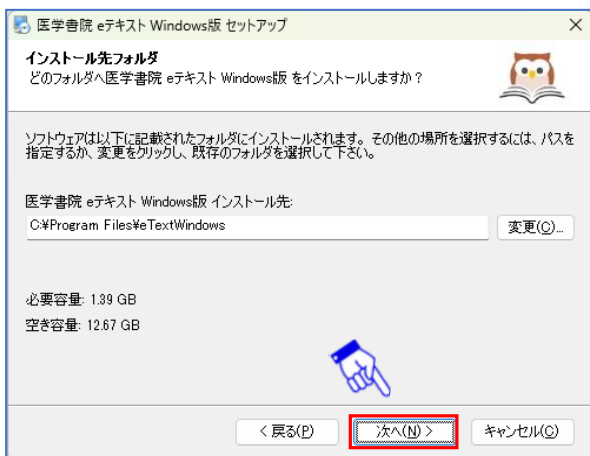 医学書院 eテキスト Windows版 セットアップ
インストール先フォルダ
どのフォルダへ医学書院 eテキスト Windows版 をインストールしますか？
ソフトウェアは以下に記載されたフォルダにインストールされます。その他の場所を選択するには、パスを
指定するか、変更をクリックし、既存のフォルダを選択して下さい。
医学書院 eテキスト Windows版 インストール先:
C:¥Program Files¥eTextWindows
変更(C)...
必要容量: 1.39 GB
空き容量: 12.67 GB
< 戻る(P)
次へ(N) >
キャンセル(C)